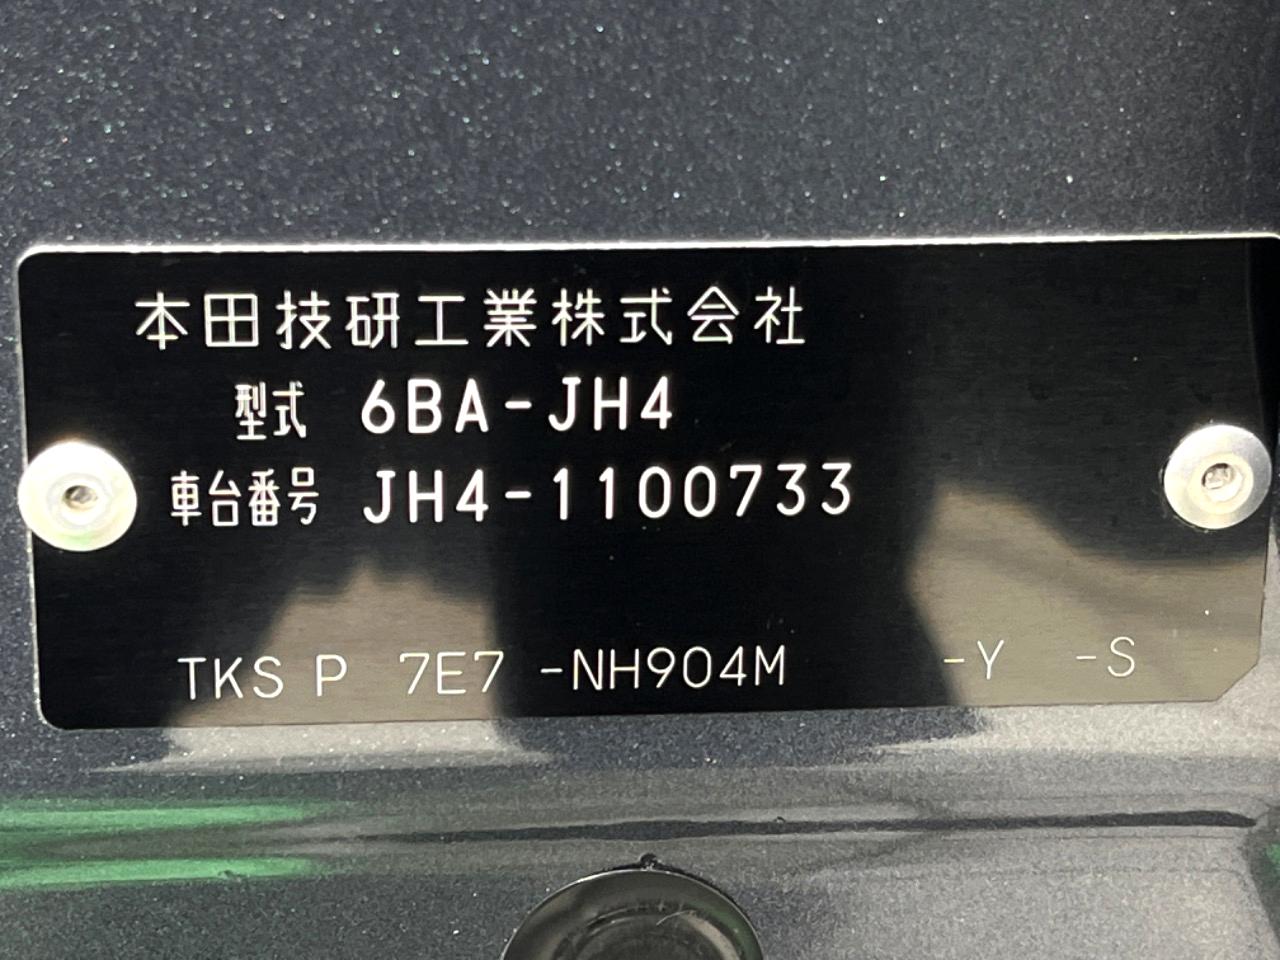 本田技研工業株式会社
型式 6BA-JH4
車台番号 JH4-1100733
TKS P 7E7 -NH904M -Y -S